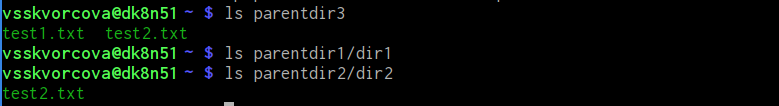 vsskvorcova@dk8n51 ~ $ ls parentdir3
test1.txt  test2.txt
vsskvorcova@dk8n51 ~ $ ls parentdir1/dir1
vsskvorcova@dk8n51 ~ $ ls parentdir2/dir2
test2.txt